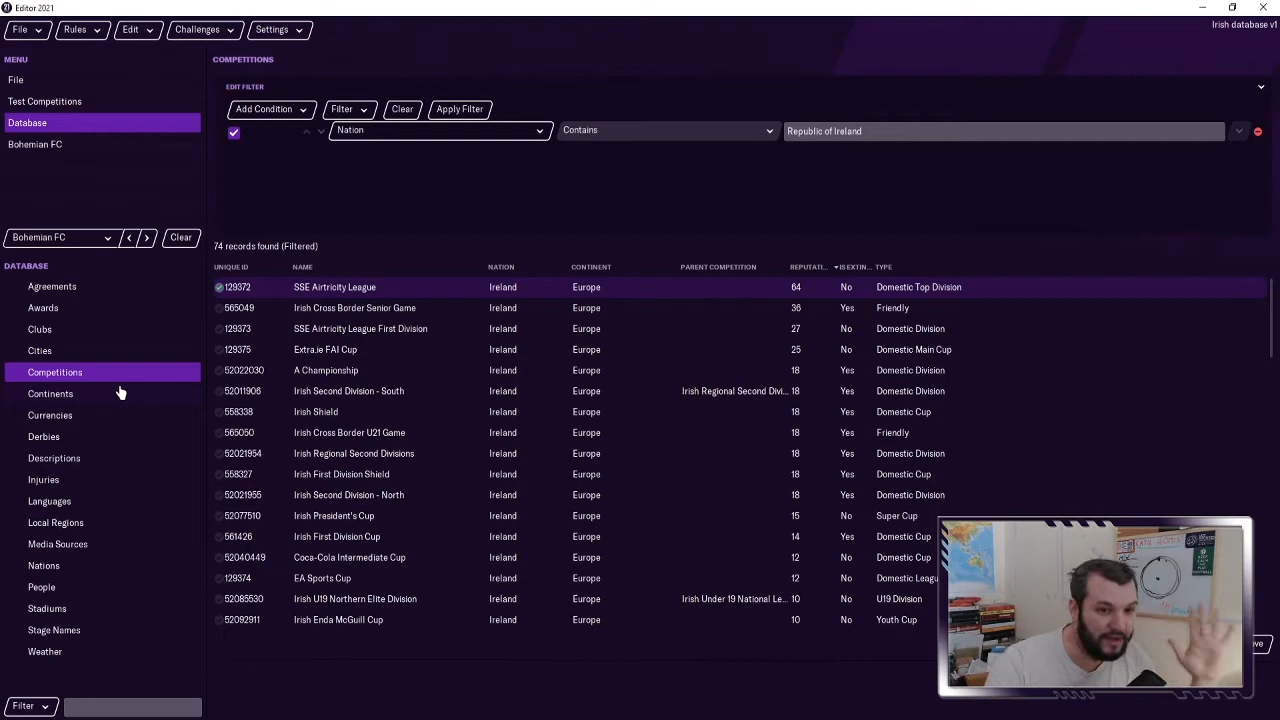 Editor 2021
File Rules Edit Challenges Settings
Irish database v1
MENU
File
Test Competitions
Database
Bohemian FC
Bohemian FC < > Clear
DATABASE
Agreements
Awards
Clubs
Cities
Competitions
Continents
Currencies
Derbies
Descriptions
Injuries
Languages
Local Regions
Media Sources
Nations
People
Stadiums
Stage Names
Weather
Filter
COMPETITIONS
EDIT FILTER
Add Condition Filter Clear Apply Filter
Nation Contains Republic of Ireland
74 records found (Filtered)
UNIQUE ID NAME NATION CONTINENT PARENT COMPETITION REPUTATI... IS EXTIN... TYPE
129372 SSE Airtricity League Ireland Europe 64 No Domestic Top Division
565049 Irish Cross Border Senior Game Ireland Europe 36 Yes Friendly
129373 SSE Airtricity League First Division Ireland Europe 27 No Domestic Division
129375 Extra.ie FAI Cup Ireland Europe 25 No Domestic Main Cup
52022030 A Championship Ireland Europe 18 Yes Domestic Division
52011906 Irish Second Division - South Ireland Europe Irish Regional Second Divi... 18 Yes Domestic Division
558338 Irish Shield Ireland Europe 18 Yes Domestic Cup
565050 Irish Cross Border U21 Game Ireland Europe 18 Yes Friendly
52021954 Irish Regional Second Divisions Ireland Europe 18 Yes Domestic Division
558327 Irish First Division Shield Ireland Europe 18 Yes Domestic Cup
52021955 Irish Second Division - North Ireland Europe 18 Yes Domestic Division
52077510 Irish President's Cup Ireland Europe 15 No Super Cup
561426 Irish First Division Cup Ireland Europe 14 Yes Domestic Cup
52040449 Coca-Cola Intermediate Cup Ireland Europe 12 No Domestic Cup
129374 EA Sports Cup Ireland Europe 12 No Domestic Leagu
52085530 Irish U19 Northern Elite Division Ireland Europe Irish Under 19 National Le... 10 No U19 Division
52092911 Irish Enda McGuill Cup Ireland Europe 10 No Youth Cup